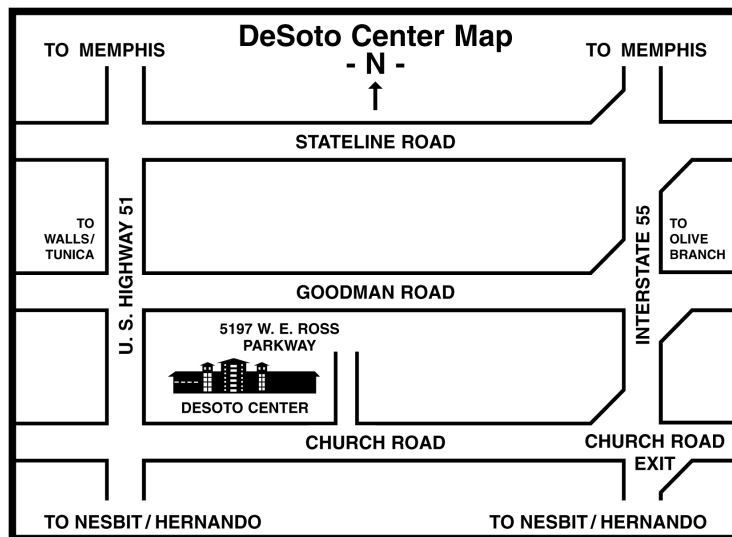 DeSoto Center Map
- N -
TO MEMPHIS
TO MEMPHIS
STATELINE ROAD
U. S. HIGHWAY 51
INTERSTATE 55
TO
WALLS/
TUNICA
TO
OLIVE
BRANCH
GOODMAN ROAD
5197 W. E. ROSS
PARKWAY
DESOTO CENTER
CHURCH ROAD
CHURCH ROAD
EXIT
TO NESBIT / HERNANDO
TO NESBIT / HERNANDO